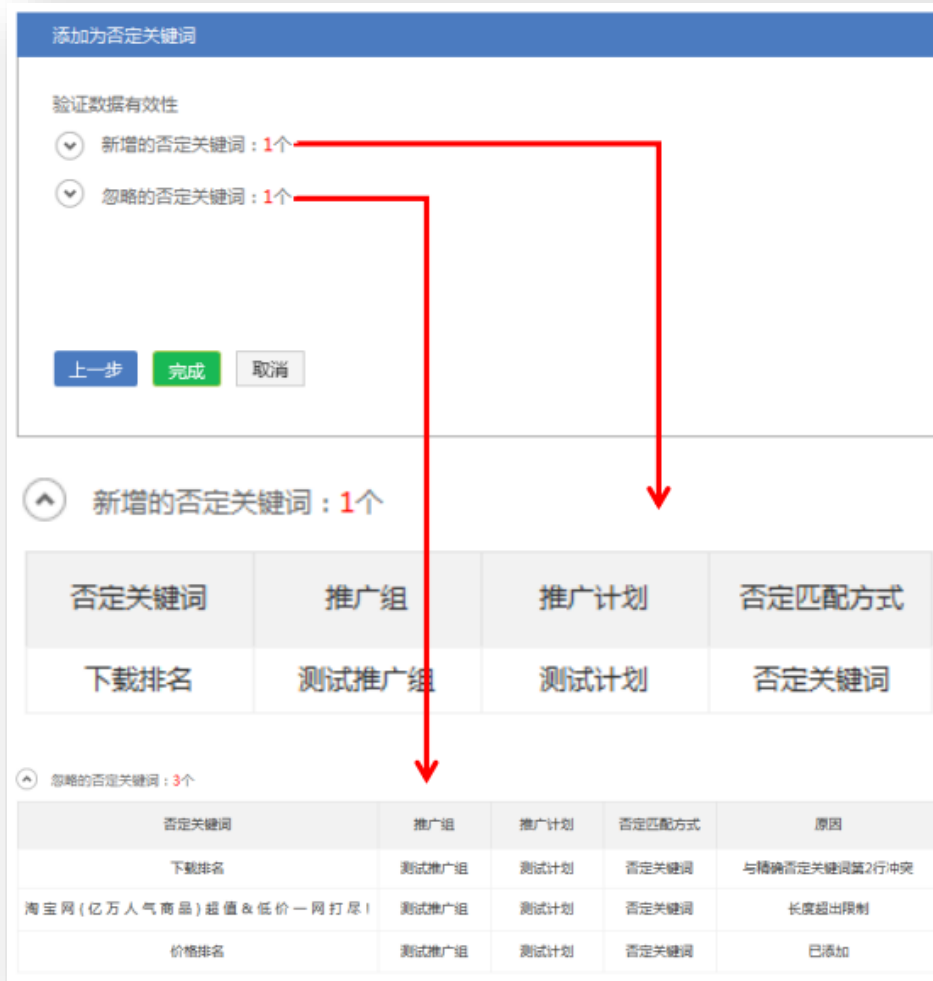 添加为否定关键词
验证数据有效性
新增的否定关键词：1个
忽略的否定关键词：1个
上一步 完成 取消
新增的否定关键词：1个
否定关键词 推广组 推广计划 否定匹配方式
下载排名 测试推广组 测试计划 否定关键词
忽略的否定关键词：3个
否定关键词 推广组 推广计划 否定匹配方式 原因
下载排名 测试推广组 测试计划 否定关键词 与精确否定关键词第2行冲突
淘宝网(亿万人气商品)超值&低价一网打尽！ 测试推广组 测试计划 否定关键词 长度超出限制
价格排名 测试推广组 测试计划 否定关键词 已添加